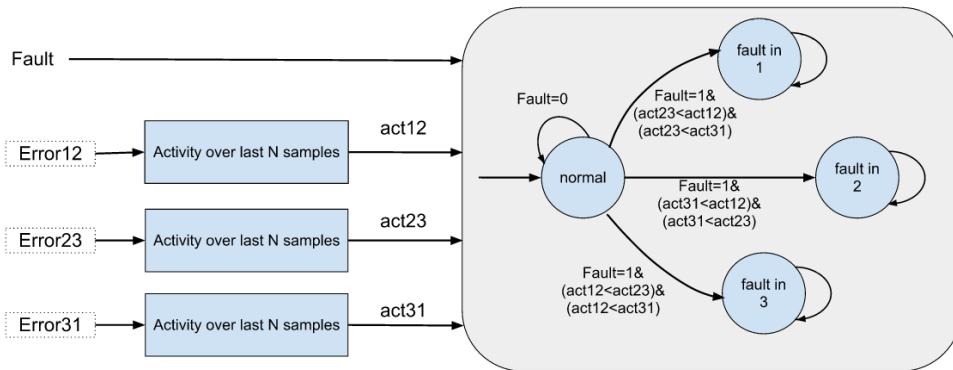 Fault
Error12
Activity over last N samples
act12
Error23
Activity over last N samples
act23
Error31
Activity over last N samples
act31
Fault=0
normal
Fault=1&
(act23<act12)&
(act23<act31)
fault in
1
Fault=1&
(act31<act12)&
(act31<act23)
fault in
2
Fault=1&
(act12<act23)&
(act12<act31)
fault in
3